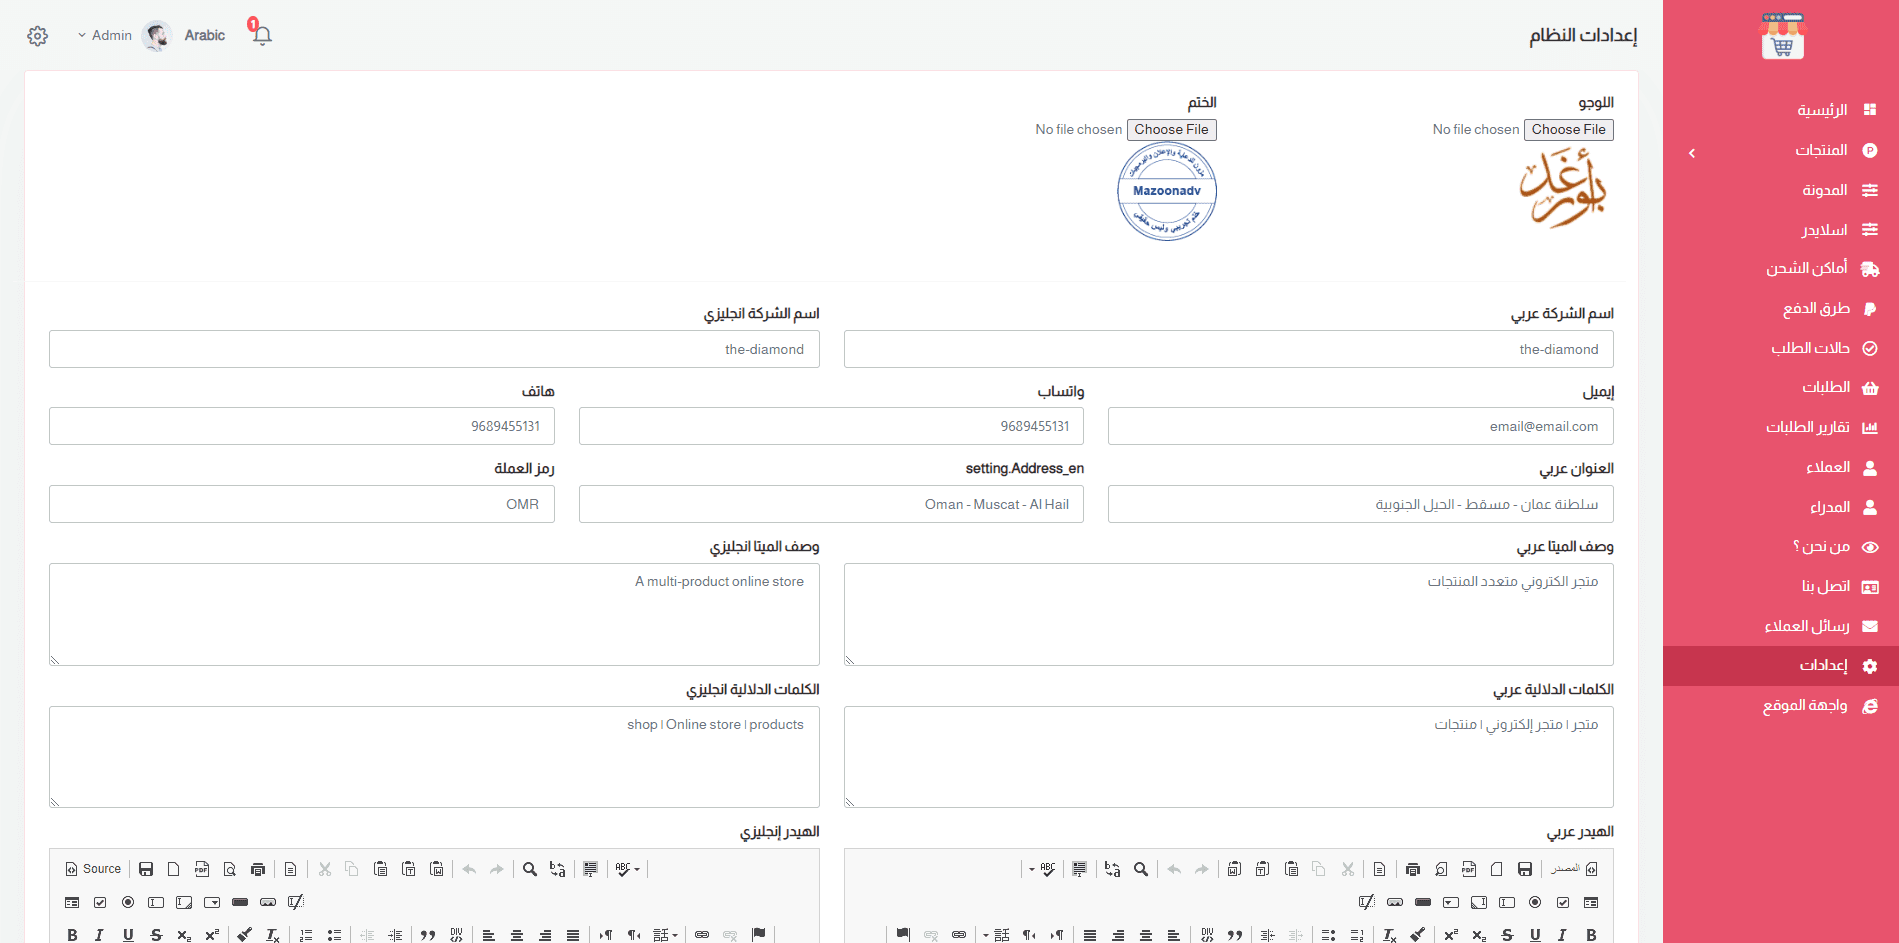 إعدادات النظام
1
Arabic
Admin
الرئيسية
المنتجات
المدونة
اسلايدر
أماكن الشحن
طرق الدفع
حالات الطلب
الطلبات
تقارير الطلبات
العملاء
المدراء
من نحن ؟
اتصل بنا
رسائل العملاء
إعدادات
واجهة الموقع
اللوجو
الختم
Choose File No file chosen
Choose File No file chosen
Mazoonadv
ختم تجريبي وليس حقيقي
اسم الشركة عربي
اسم الشركة انجليزي
the-diamond
the-diamond
إيميل
واتساب
هاتف
email@email.com
9689455131
9689455131
العنوان عربي
setting.Address_en
رمز العملة
سلطنة عمان - مسقط - الحيل الجنوبية
Oman - Muscat - Al Hail
OMR
وصف الميتا عربي
وصف الميتا انجليزي
متجر الكتروني متعدد المنتجات
A multi-product online store
الكلمات الدلالية عربي
الكلمات الدلالية انجليزي
متجر | متجر إلكتروني | منتجات
shop | Online store | products
الهيدر عربي
الهيدر إنجليزي
المصدر
Source